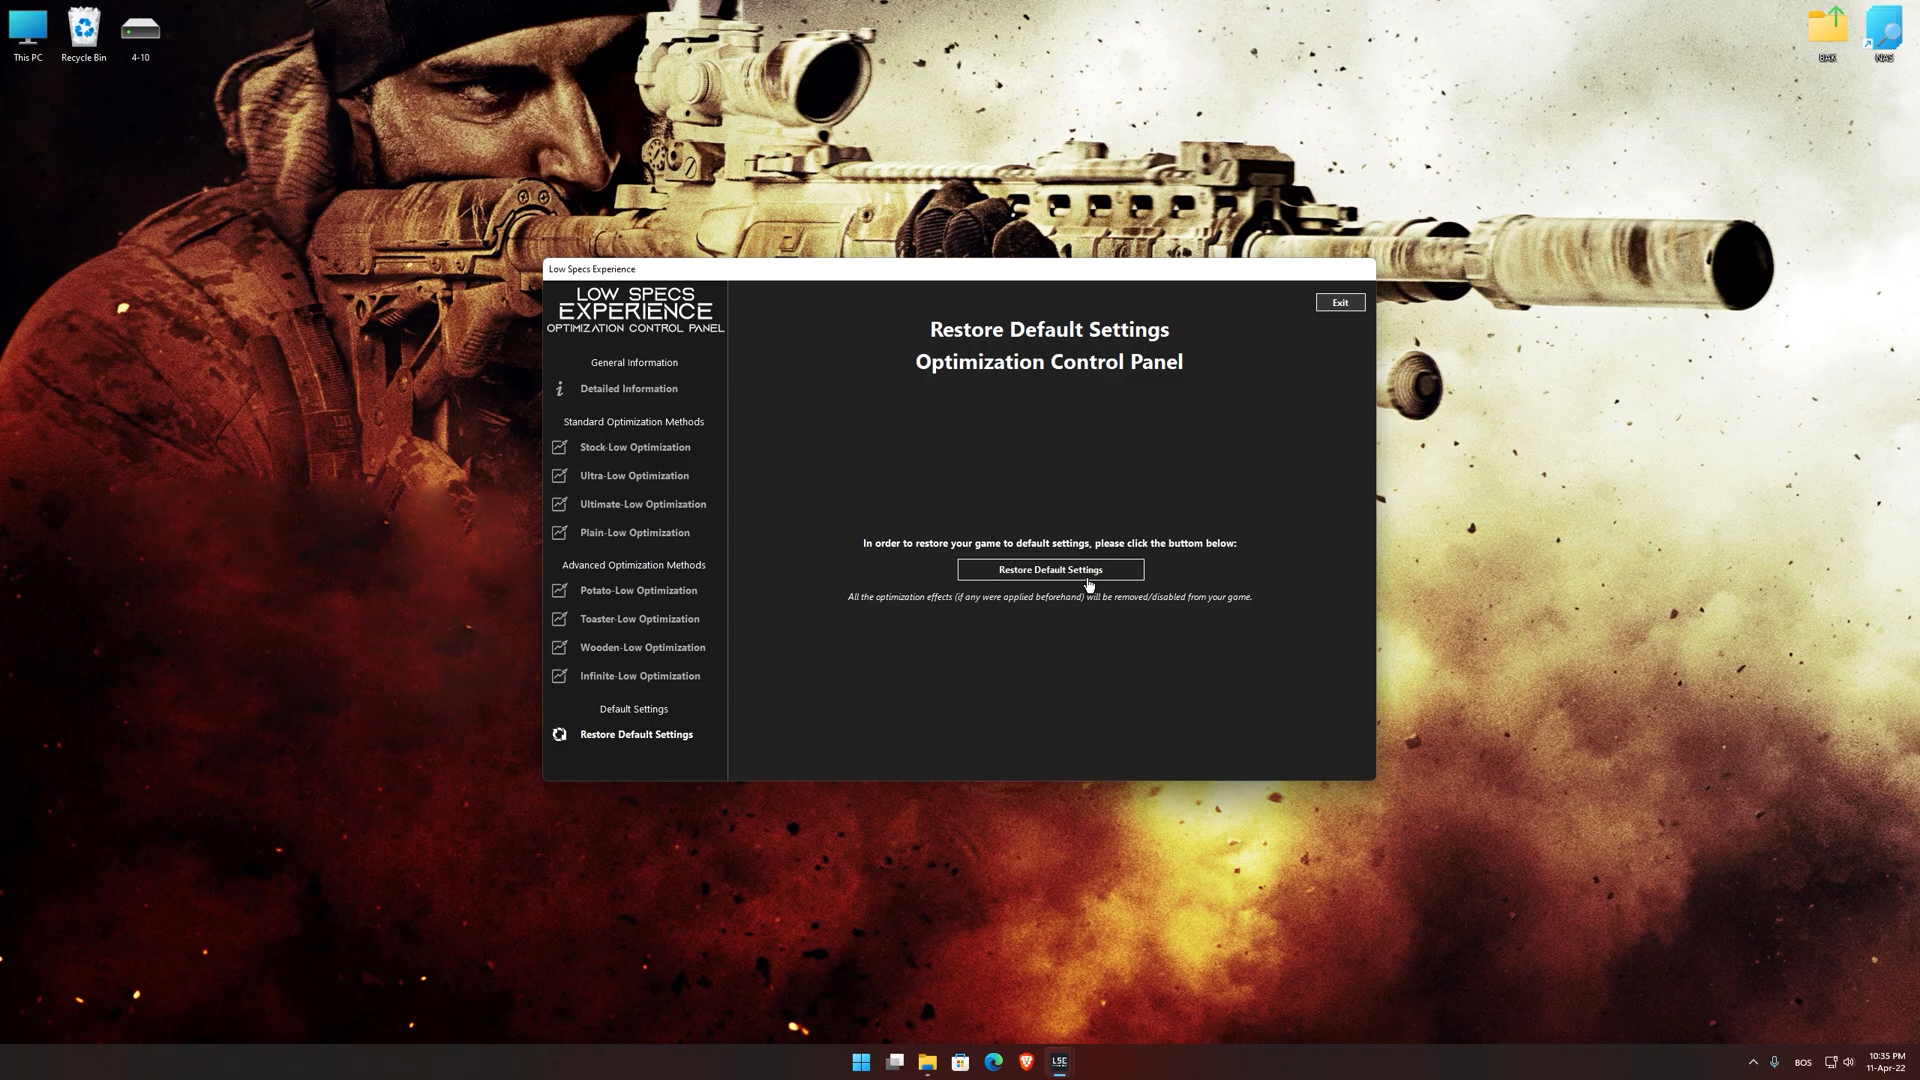 This PC
Recycle Bin
4-10
BAK
NAS
Low Specs Experience
LOW SPECS
EXPERIENCE
OPTIMIZATION CONTROL PANEL
General Information
Detailed Information
Standard Optimization Methods
Stock-Low Optimization
Ultra-Low Optimization
Ultimate-Low Optimization
Plain-Low Optimization
Advanced Optimization Methods
Potato-Low Optimization
Toaster-Low Optimization
Wooden-Low Optimization
Infinite-Low Optimization
Default Settings
Restore Default Settings
Exit
Restore Default Settings
Optimization Control Panel
In order to restore your game to default settings, please click the buttom below:
Restore Default Settings
All the optimization effects (if any were applied beforehand) will be removed/disabled from your game.
LSE
BOS
10:35 PM
11-Apr-22